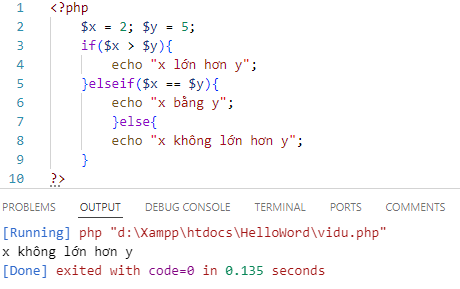 1 <?php
2 $x = 2; $y = 5;
3 if($x > $y){
4 echo "x lớn hơn y";
5 }elseif($x == $y){
6 echo "x bằng y";
7 }else{
8 echo "x không lớn hơn y";
9 }
10 ?>
PROBLEMS OUTPUT DEBUG CONSOLE TERMINAL PORTS COMMENTS
[Running] php "d:\Xampp\htdocs\HelloWord\vidu.php"
x không lớn hơn y
[Done] exited with code=0 in 0.135 seconds